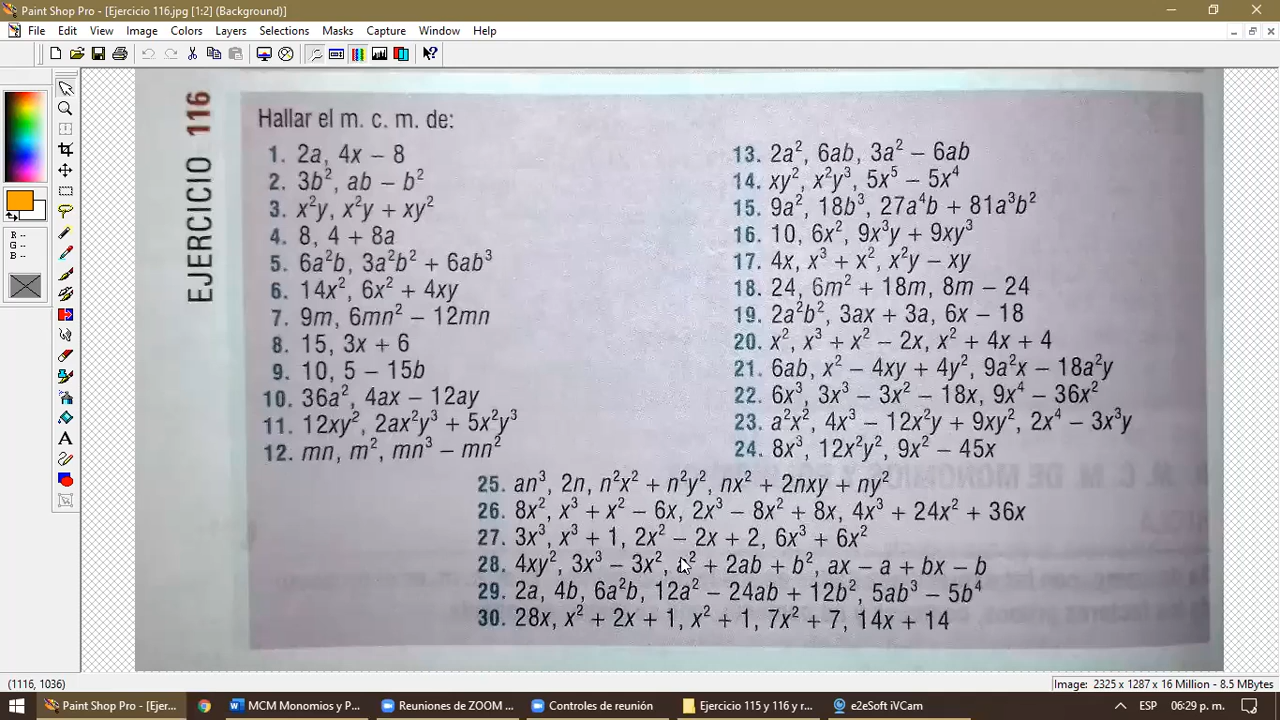 Paint Shop Pro - [Ejercicio 116.jpg [1:2] (Background)]
File Edit View Image Colors Layers Selections Masks Capture Window Help
EJERCICIO 116
Hallar el m. c. m. de:
1. 2a, 4x − 8
2. 3b², ab − b²
3. x²y, x²y + xy²
4. 8, 4 + 8a
5. 6a²b, 3a²b² + 6ab³
6. 14x², 6x² + 4xy
7. 9m, 6mn² − 12mn
8. 15, 3x + 6
9. 10, 5 − 15b
10. 36a², 4ax − 12ay
11. 12xy², 2ax²y³ + 5x²y³
12. mn, m², mn³ − mn²
13. 2a², 6ab, 3a² − 6ab
14. xy², x²y³, 5x⁵ − 5x⁴
15. 9a², 18b³, 27a⁴b + 81a³b²
16. 10, 6x², 9x³y + 9xy³
17. 4x, x³ + x², x²y − xy
18. 24, 6m² + 18m, 8m − 24
19. 2a²b², 3ax + 3a, 6x − 18
20. x², x³ + x² − 2x, x² + 4x + 4
21. 6ab, x² − 4xy + 4y², 9a²x − 18a²y
22. 6x³, 3x³ − 3x² − 18x, 9x⁴ − 36x²
23. a²x², 4x³ − 12x²y + 9xy², 2x⁴ − 3x³y
24. 8x³, 12x²y², 9x² − 45x
25. an³, 2n, n²x² + n²y², nx² + 2nxy + ny²
26. 8x², x³ + x² − 6x, 2x³ − 8x² + 8x, 4x³ + 24x² + 36x
27. 3x³, x³ + 1, 2x² − 2x + 2, 6x³ + 6x²
28. 4xy², 3x³ − 3x², ² + 2ab + b², ax − a + bx − b
29. 2a, 4b, 6a²b, 12a² − 24ab + 12b², 5ab³ − 5b⁴
30. 28x, x² + 2x + 1, x² + 1, 7x² + 7, 14x + 14
R --
G --
B --
(1116, 1036) Image: 2325 x 1287 x 16 Million - 8.5 MBytes
Paint Shop Pro - [Ejer... MCM Monomios y P... Reuniones de ZOOM ... Controles de reunión Ejercicio 115 y 116 y r... e2eSoft iVCam ESP 06:29 p. m.